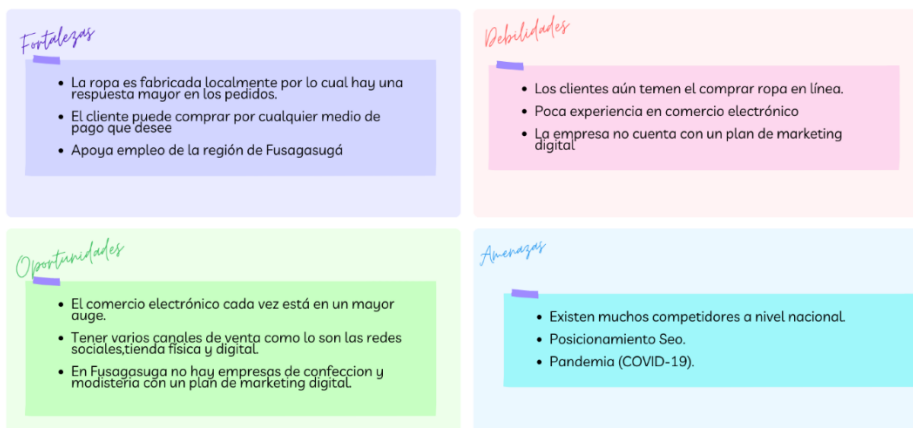 Fortalezas
• La ropa es fabricada localmente por lo cual hay una
respuesta mayor en los pedidos.
• El cliente puede comprar por cualquier medio de
pago que desee
• Apoya empleo de la región de Fusagasugá
Debilidades
• Los clientes aún temen el comprar ropa en línea.
• Poca experiencia en comercio electrónico
• La empresa no cuenta con un plan de marketing
digital
Oportunidades
• El comercio electrónico cada vez está en un mayor
auge.
• Tener varios canales de venta como lo son las redes
sociales,tienda física y digital.
• En Fusagasuga no hay empresas de confeccion y
modisteria con un plan de marketing digital.
Amenazas
• Existen muchos competidores a nivel nacional.
• Posicionamiento Seo.
• Pandemia (COVID-19).